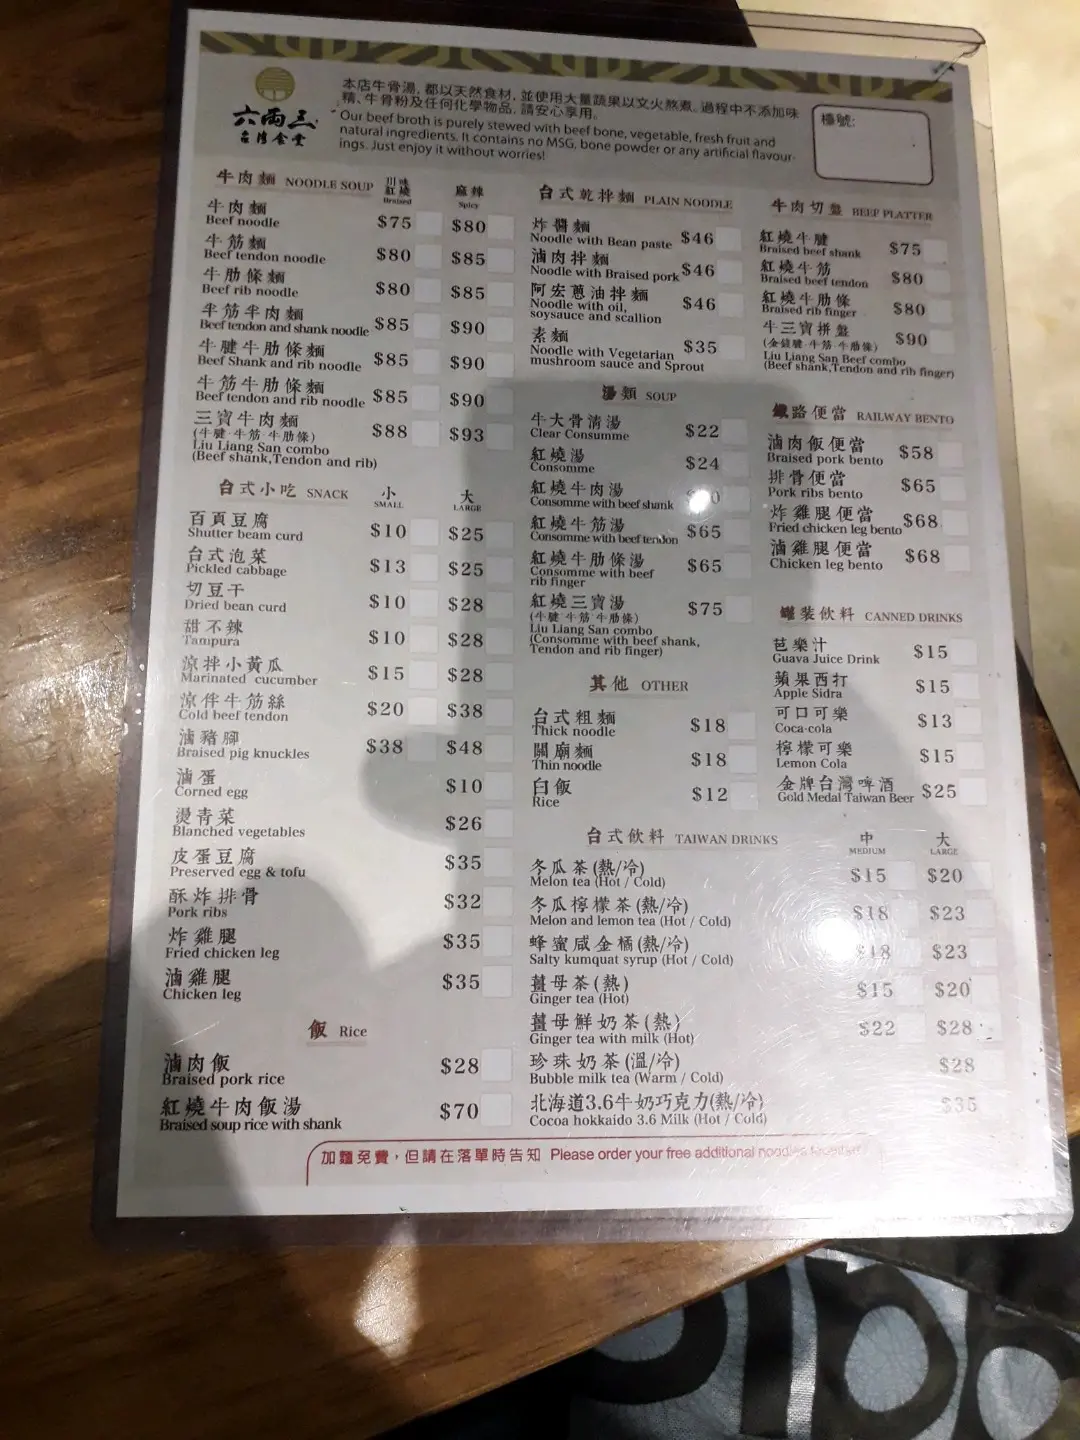 六兩三
台灣食堂
本店牛骨湯，都以天然食材，並使用大量蔬果以文火熬煮。過程中不添加味
精、牛骨粉及任何化學物品，請安心享用。
Our beef broth is purely stewed with beef bone, vegetable, fresh fruit and
natural ingredients. It contains no MSG, bone powder or any artificial flavour-
ings. Just enjoy it without worries!
檯號:
牛肉麵 NOODLE SOUP 川味紅燒 Braised 麻辣 Spicy
牛肉麵 $75 $80
Beef noodle
牛筋麵 $80 $85
Beef tendon noodle
牛肋條麵 $80 $85
Beef rib noodle
半筋半肉麵 $85 $90
Beef tendon and shank noodle
牛腱牛肋條麵 $85 $90
Beef Shank and rib noodle
牛筋牛肋條麵 $85 $90
Beef tendon and rib noodle
三寶牛肉麵 $88 $93
(牛腱·牛筋·牛肋條)
Liu Liang San combo
(Beef shank,Tendon and rib)
台式小吃 SNACK 小 SMALL 大 LARGE
百頁豆腐 $10 $25
Shutter beam curd
台式泡菜 $13 $25
Pickled cabbage
切豆干 $10 $28
Dried bean curd
甜不辣 $10 $28
Tampura
涼拌小黃瓜 $15 $28
Marinated cucumber
涼伴牛筋絲 $20 $38
Cold beef tendon
滷豬腳 $38 $48
Braised pig knuckles
滷蛋 $10
Corned egg
燙青菜 $26
Blanched vegetables
皮蛋豆腐 $35
Preserved egg & tofu
酥炸排骨 $32
Pork ribs
炸雞腿 $35
Fried chicken leg
滷雞腿 $35
Chicken leg
飯 Rice
滷肉飯 $28
Braised pork rice
紅燒牛肉飯湯 $70
Braised soup rice with shank
台式乾拌麵 PLAIN NOODLE
炸醬麵 $46
Noodle with Bean paste
滷肉拌麵 $46
Noodle with Braised pork
阿宏蔥油拌麵 $46
Noodle with oil,
soysauce and scallion
素麵 $35
Noodle with Vegetarian
mushroom sauce and Sprout
湯類 SOUP
牛大骨清湯 $22
Clear Consumme
紅燒湯 $24
Consomme
紅燒牛肉湯
Consomme with beef shank
紅燒牛筋湯 $65
Consomme with beef tendon
紅燒牛肋條湯 $65
Consomme with beef
rib finger
紅燒三寶湯 $75
(牛腱·牛筋·牛肋條)
Liu Liang San combo
(Consomme with beef shank,
Tendon and rib finger)
其他 OTHER
台式粗麵 $18
Thick noodle
關廟麵 $18
Thin noodle
白飯 $12
Rice
牛肉切盤 BEEF PLATTER
紅燒牛腱 $75
Braised beef shank
紅燒牛筋 $80
Braised beef tendon
紅燒牛肋條 $80
Braised rib finger
牛三寶拼盤 $90
(金錢腱·牛筋·牛肋條)
Liu Liang San Beef combo
(Beef shank,Tendon and rib finger)
鐵路便當 RAILWAY BENTO
滷肉飯便當 $58
Braised pork bento
排骨便當 $65
Pork ribs bento
炸雞腿便當 $68
Fried chicken leg bento
滷雞腿便當 $68
Chicken leg bento
罐装飲料 CANNED DRINKS
芭樂汁 $15
Guava Juice Drink
蘋果西打 $15
Apple Sidra
可口可樂 $13
Coca-cola
檸檬可樂 $15
Lemon Cola
金牌台灣啤酒 $25
Gold Medal Taiwan Beer
台式飲料 TAIWAN DRINKS 中 MEDIUM 大 LARGE
冬瓜茶(熱/冷) $15 $20
Melon tea (Hot / Cold)
冬瓜檸檬茶(熱/冷) $18 $23
Melon and lemon tea (Hot / Cold)
蜂蜜咸金橘(熱/冷) $18 $23
Salty kumquat syrup (Hot / Cold)
薑母茶(熱) $15 $20
Ginger tea (Hot)
薑母鮮奶茶(熱) $22 $28
Ginger tea with milk (Hot)
珍珠奶茶(溫/冷) $28
Bubble milk tea (Warm / Cold)
北海道3.6牛奶巧克力(熱/冷) $35
Cocoa hokkaido 3.6 Milk (Hot / Cold)
加麵免費，但請在落單時告知 Please order your free additional noodles together